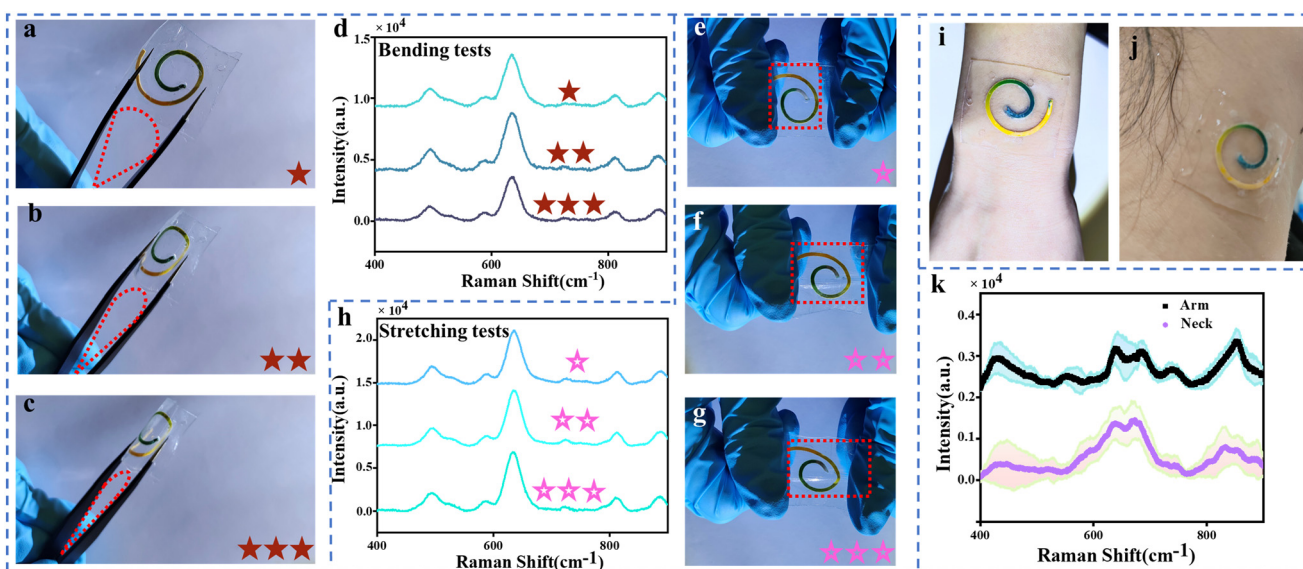 a
b
c
d
× 10⁴
Bending tests
Intensity(a.u.)
1.5
1.0
0.5
0.0
400
600
800
Raman Shift(cm⁻¹)
h
× 10⁴
Stretching tests
Intensity(a.u.)
2.0
1.5
1.0
0.5
0.0
400
600
800
Raman Shift(cm⁻¹)
e
f
g
i
j
k
× 10⁴
Arm
Neck
Intensity(a.u.)
0.4
0.3
0.2
0.1
0.0
400
600
800
Raman Shift(cm⁻¹)